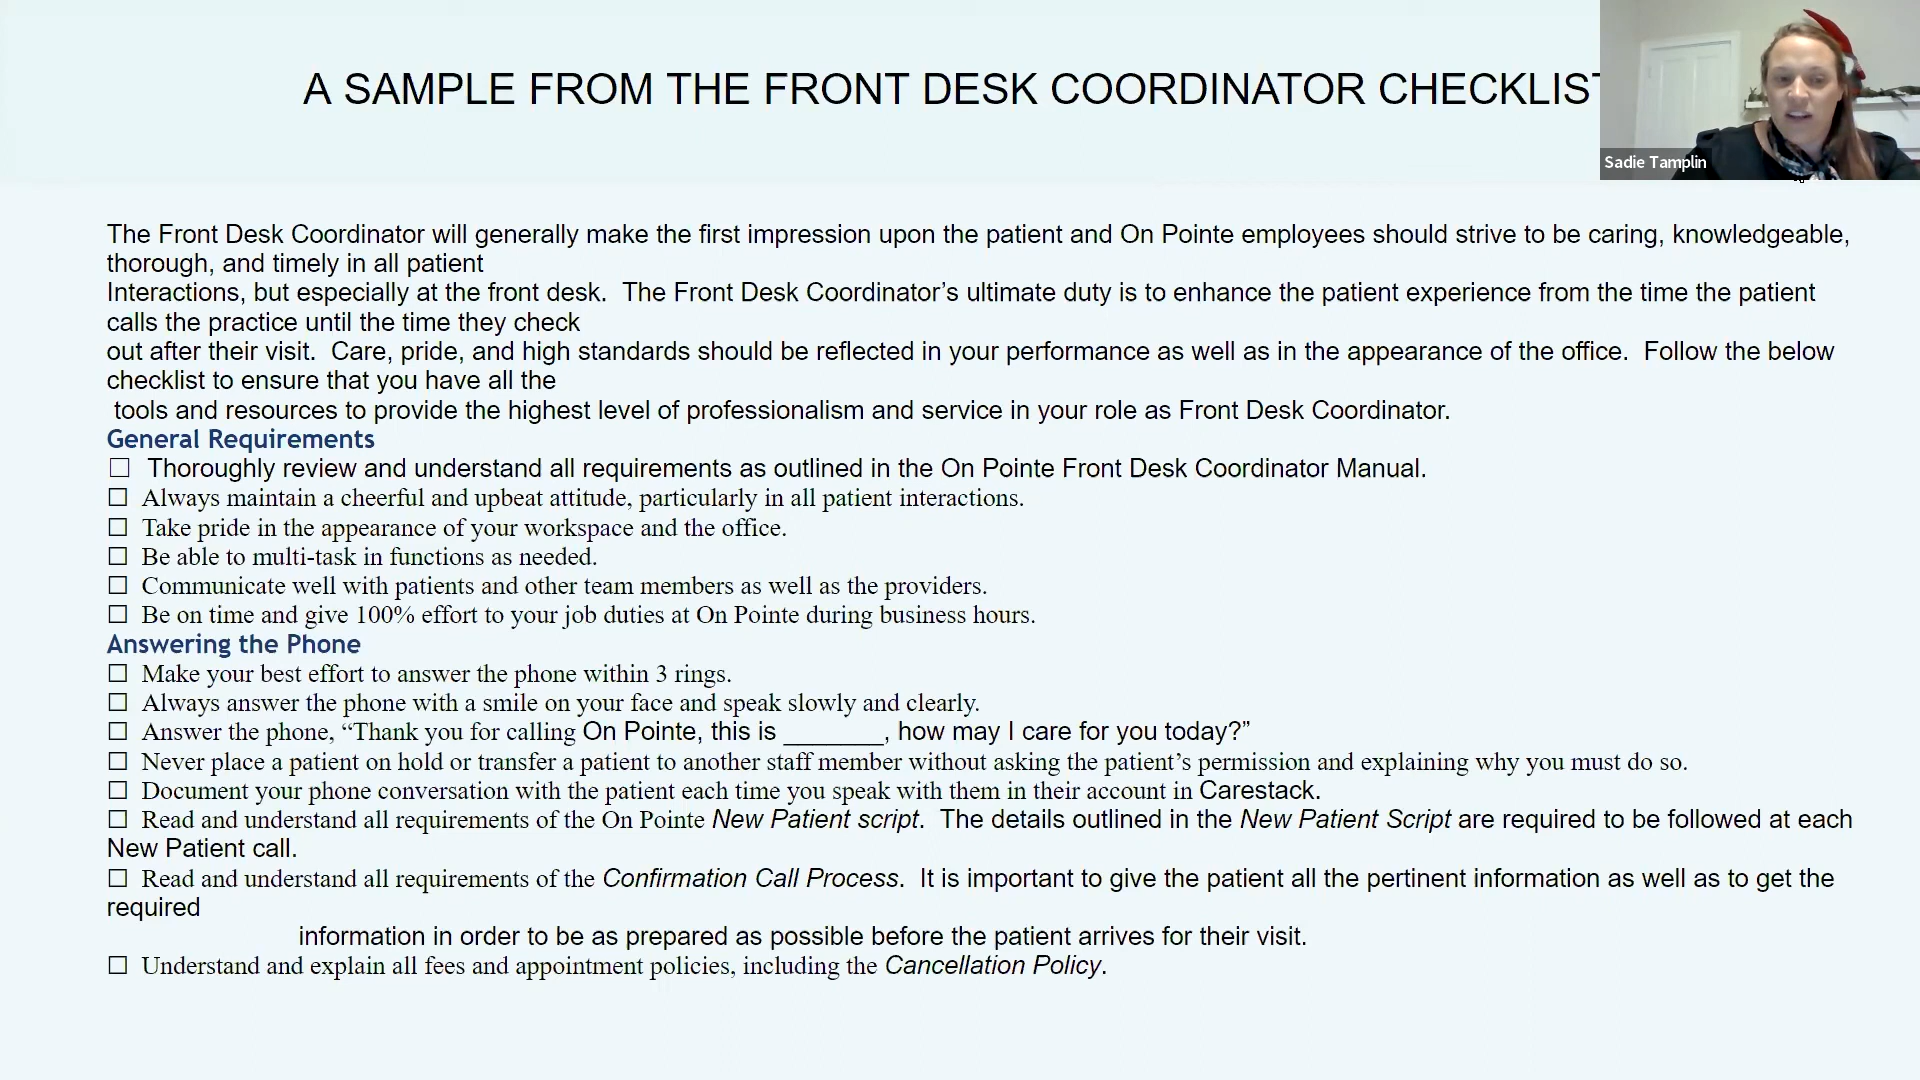 A SAMPLE FROM THE FRONT DESK COORDINATOR CHECKLIST
Sadie Tamplin
The Front Desk Coordinator will generally make the first impression upon the patient and On Pointe employees should strive to be caring, knowledgeable,
thorough, and timely in all patient
Interactions, but especially at the front desk.  The Front Desk Coordinator’s ultimate duty is to enhance the patient experience from the time the patient
calls the practice until the time they check
out after their visit.  Care, pride, and high standards should be reflected in your performance as well as in the appearance of the office.  Follow the below
checklist to ensure that you have all the
tools and resources to provide the highest level of professionalism and service in your role as Front Desk Coordinator.
General Requirements
☐ Thoroughly review and understand all requirements as outlined in the On Pointe Front Desk Coordinator Manual.
☐ Always maintain a cheerful and upbeat attitude, particularly in all patient interactions.
☐ Take pride in the appearance of your workspace and the office.
☐ Be able to multi-task in functions as needed.
☐ Communicate well with patients and other team members as well as the providers.
☐ Be on time and give 100% effort to your job duties at On Pointe during business hours.
Answering the Phone
☐ Make your best effort to answer the phone within 3 rings.
☐ Always answer the phone with a smile on your face and speak slowly and clearly.
☐ Answer the phone, “Thank you for calling On Pointe, this is _______, how may I care for you today?”
☐ Never place a patient on hold or transfer a patient to another staff member without asking the patient’s permission and explaining why you must do so.
☐ Document your phone conversation with the patient each time you speak with them in their account in Carestack.
☐ Read and understand all requirements of the On Pointe New Patient script.  The details outlined in the New Patient Script are required to be followed at each
New Patient call.
☐ Read and understand all requirements of the Confirmation Call Process.  It is important to give the patient all the pertinent information as well as to get the
required
information in order to be as prepared as possible before the patient arrives for their visit.
☐ Understand and explain all fees and appointment policies, including the Cancellation Policy.